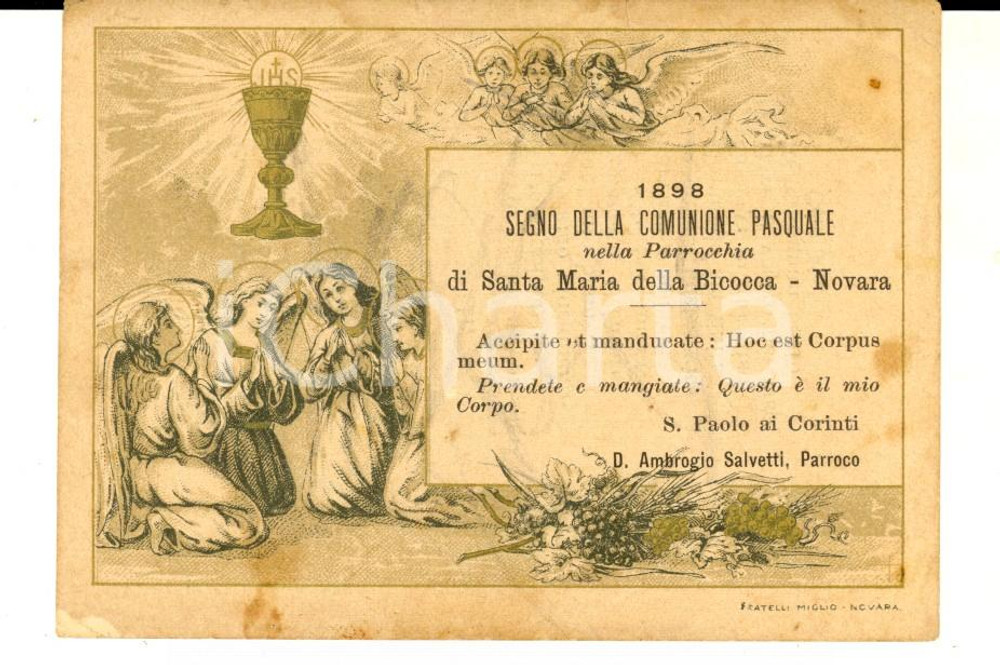 IHS
1898
SEGNO DELLA COMUNIONE PASQUALE
nella Parrocchia
di Santa Maria della Bicocca - Novara
Accipite et manducate: Hoc est Corpus
meum.
Prendete e mangiate: Questo è il mio
Corpo.
S. Paolo ai Corinti
D. Ambrogio Salvetti, Parroco
FRATELLI MIGLIO - NOVARA.
iCharta